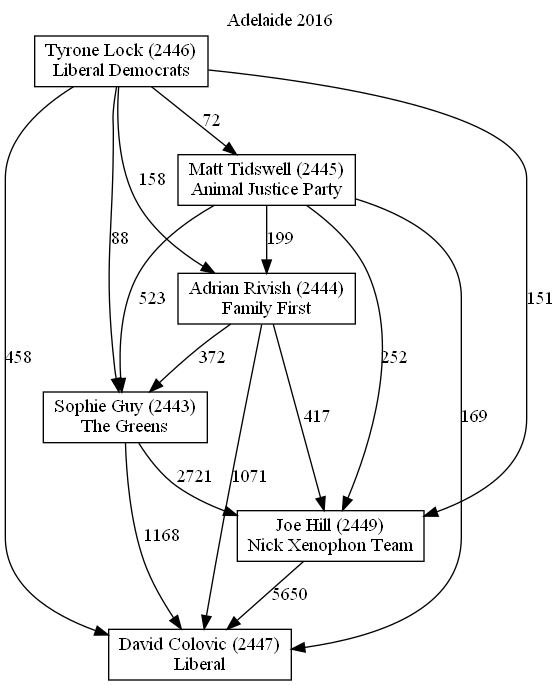 Adelaide 2016
Tyrone Lock (2446)
Liberal Democrats
72
Matt Tidswell (2445)
Animal Justice Party
158
88
199
523
Adrian Rivish (2444)
Family First
151
458
372
252
Sophie Guy (2443)
The Greens
417
169
2721
1071
Joe Hill (2449)
Nick Xenophon Team
1168
5650
David Colovic (2447)
Liberal